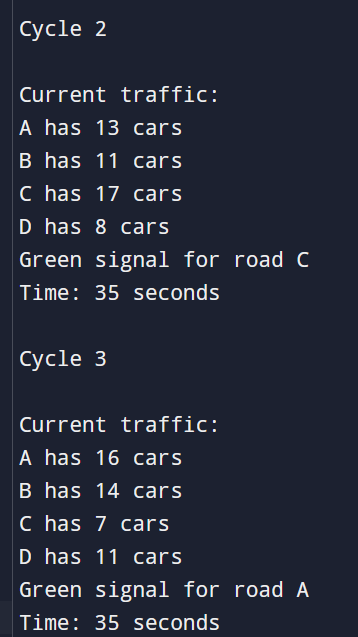 Cycle 2
Current traffic:
A has 13 cars
B has 11 cars
C has 17 cars
D has 8 cars
Green signal for road C
Time: 35 seconds
Cycle 3
Current traffic:
A has 16 cars
B has 14 cars
C has 7 cars
D has 11 cars
Green signal for road A
Time: 35 seconds